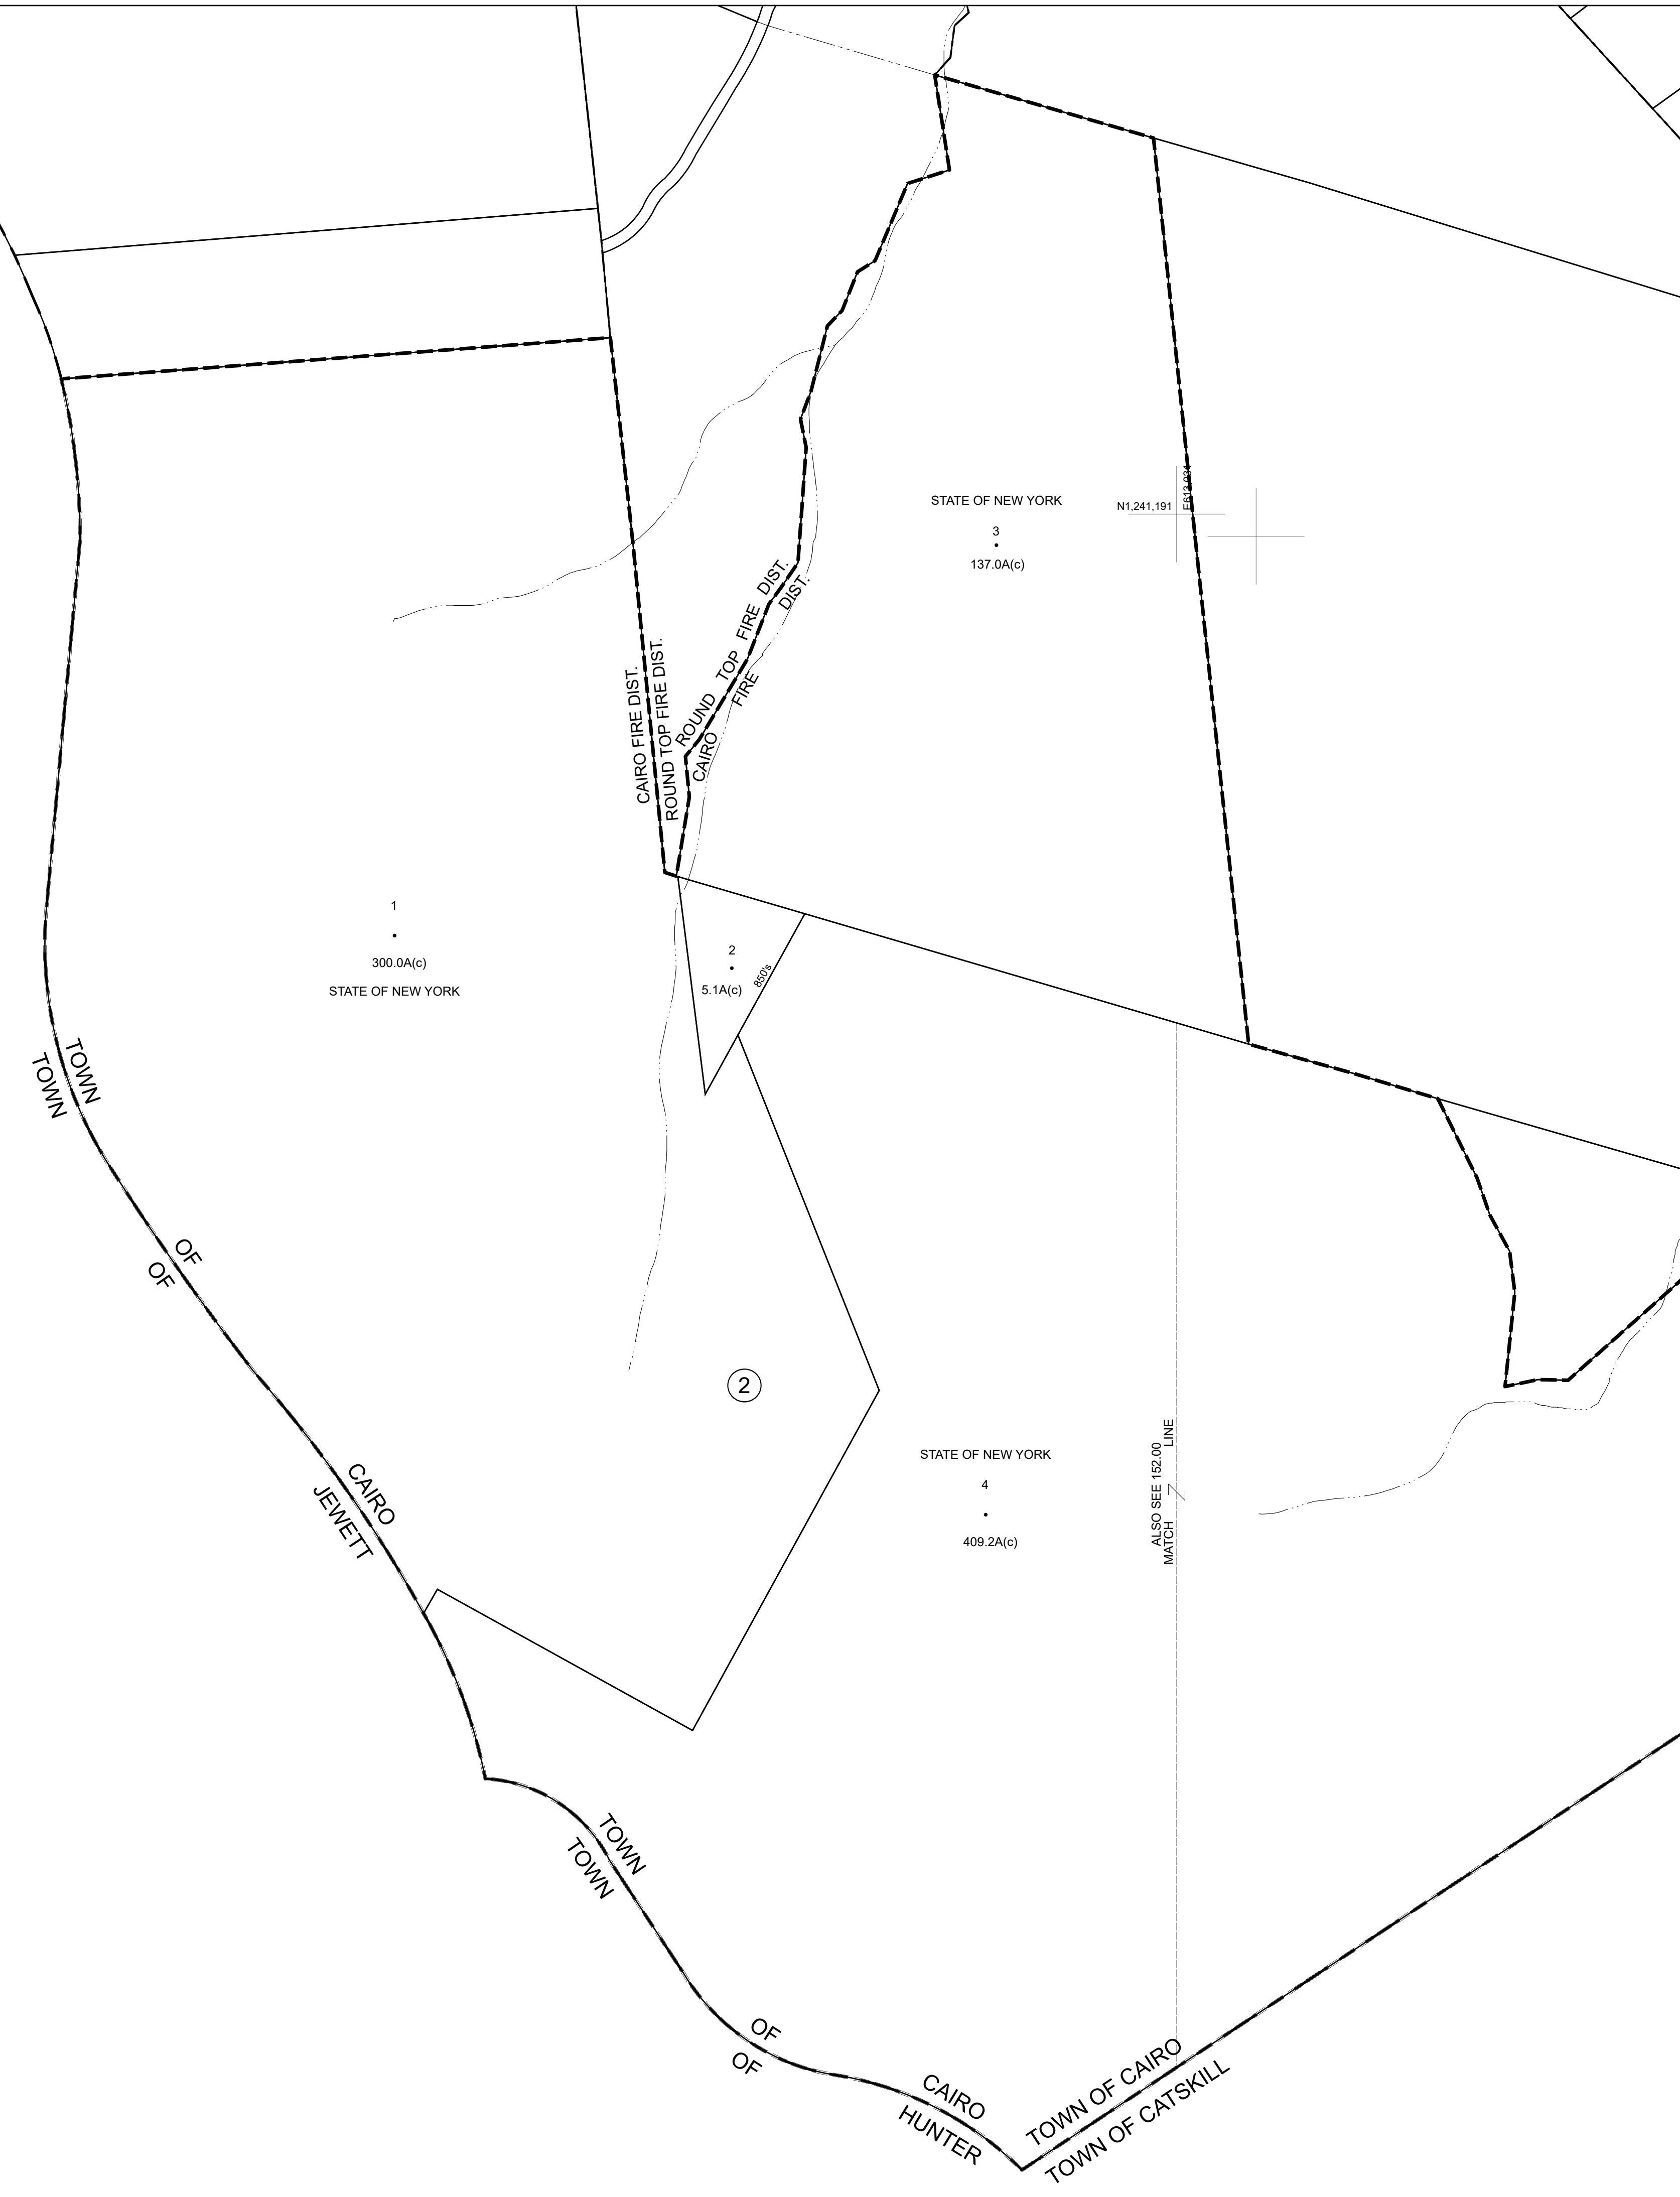 STATE OF NEW YORK
3
137.0A(c)
N1,241,191
E613,034
ROUND TOP FIRE DIST.
CAIRO FIRE DIST.
CAIRO FIRE DIST.
ROUND TOP FIRE DIST.
1
300.0A(c)
STATE OF NEW YORK
2
5.1A(c)
850's
TOWN OF CAIRO
TOWN OF JEWETT
2
STATE OF NEW YORK
4
409.2A(c)
ALSO SEE 152.00
MATCH LINE
TOWN OF CAIRO
TOWN OF HUNTER
TOWN OF CAIRO
TOWN OF CATSKILL